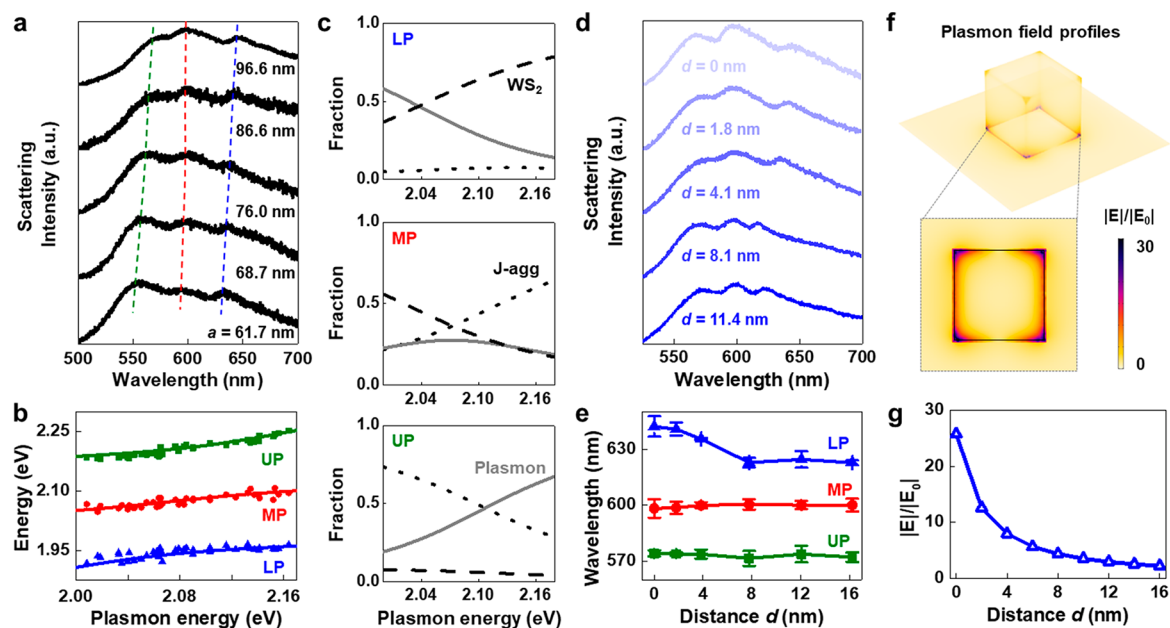 a
96.6 nm
86.6 nm
76.0 nm
68.7 nm
a = 61.7 nm
Scattering
Intensity (a.u.)
500 550 600 650 700
Wavelength (nm)
b
2.25
2.10
1.95
Energy (eV)
UP
MP
LP
2.00 2.08 2.16
Plasmon energy (eV)
c
LP
WS2
1.0
0.5
0.0
Fraction
2.04 2.10 2.16
MP
J-agg
1.0
0.5
0.0
Fraction
2.04 2.10 2.16
UP
Plasmon
1.0
0.5
0.0
Fraction
2.04 2.10 2.16
Plasmon energy (eV)
d
d = 0 nm
d = 1.8 nm
d = 4.1 nm
d = 8.1 nm
d = 11.4 nm
Scattering
Intensity (a.u.)
550 600 650 700
Wavelength (nm)
e
630
600
570
Wavelength (nm)
LP
MP
UP
0 4 8 12 16
Distance d (nm)
f
Plasmon field profiles
|E|/|E0|
30
0
g
30
20
10
0
|E|/|E0|
0 4 8 12 16
Distance d (nm)